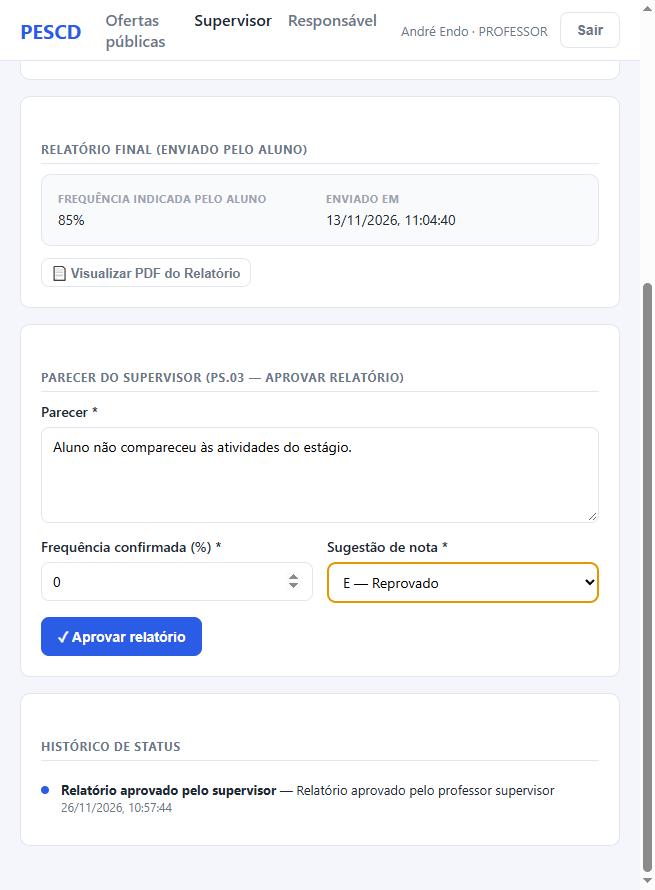 PESCD
Ofertas
públicas
Supervisor
Responsável
André Endo · PROFESSOR
Sair
RELATÓRIO FINAL (ENVIADO PELO ALUNO)
FREQUÊNCIA INDICADA PELO ALUNO
ENVIADO EM
85%
13/11/2026, 11:04:40
Visualizar PDF do Relatório
PARECER DO SUPERVISOR (PS.03 — APROVAR RELATÓRIO)
Parecer *
Aluno não compareceu às atividades do estágio.
Frequência confirmada (%) *
Sugestão de nota *
0
E — Reprovado
✓ Aprovar relatório
HISTÓRICO DE STATUS
Relatório aprovado pelo supervisor — Relatório aprovado pelo professor supervisor
26/11/2026, 10:57:44